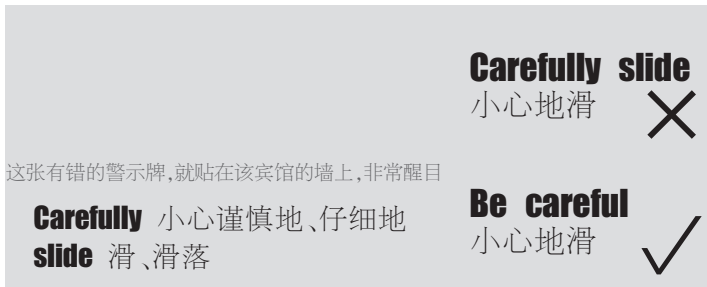 Carefully slide
小心地滑
这张有错的警示牌,就贴在该宾馆的墙上,非常醒目
Carefully 小心谨慎地、仔细地
slide 滑、滑落
Be careful
小心地滑